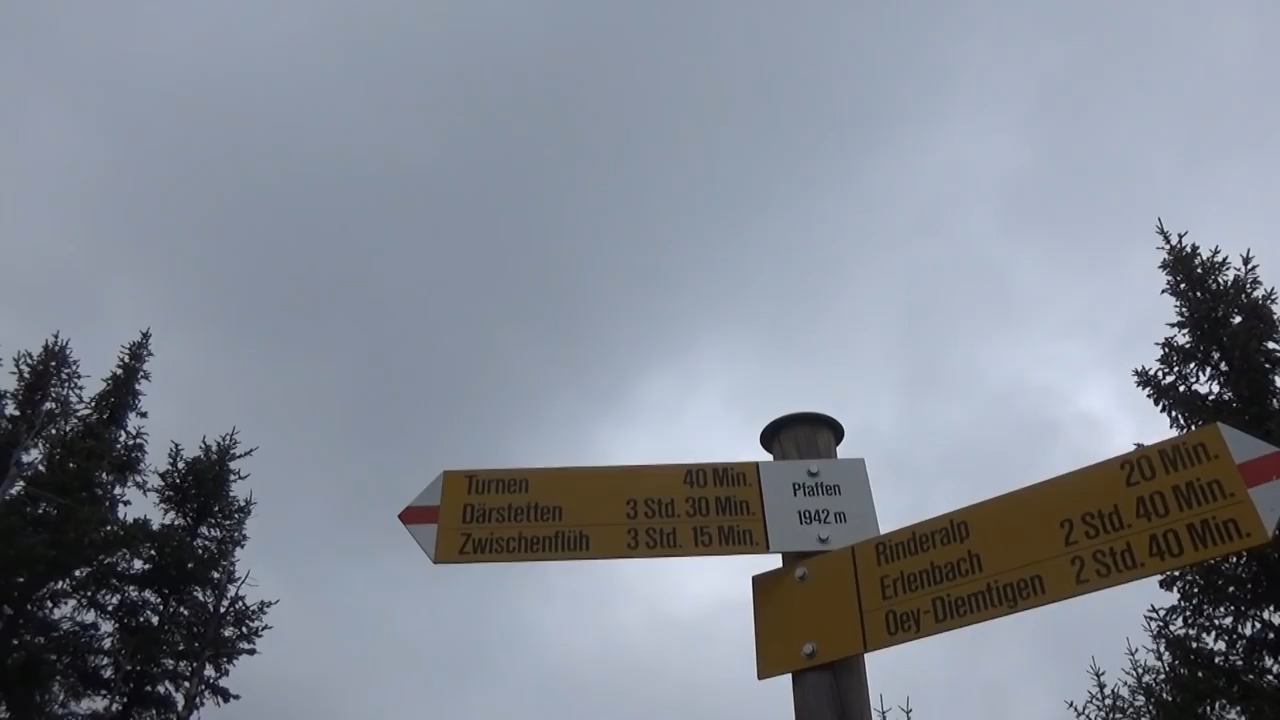 Turnen 40 Min.
Därstetten 3 Std. 30 Min.
Zwischenflüh 3 Std. 15 Min.
Pfaffen
1942 m
Rinderalp 20 Min.
Erlenbach 2 Std. 40 Min.
Oey-Diemtigen 2 Std. 40 Min.